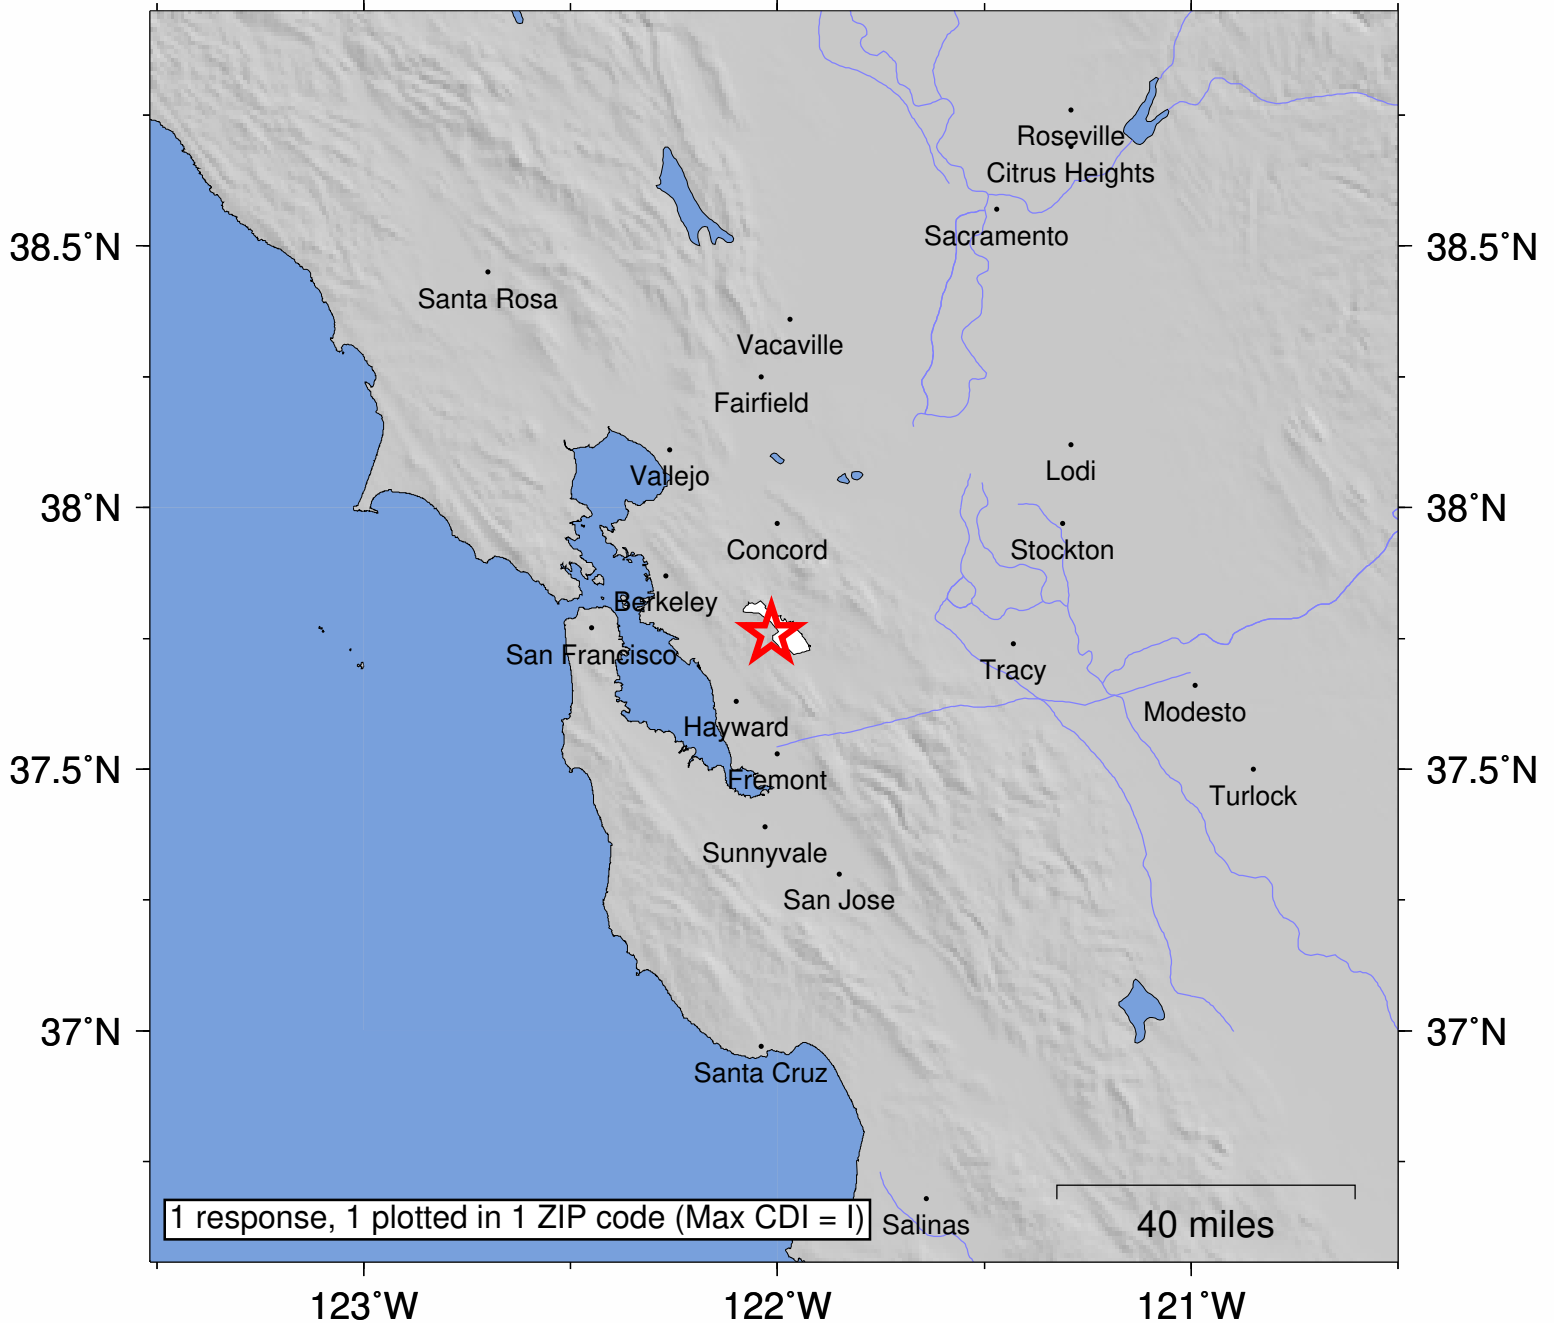 Roseville
Citrus Heights
38.5°N
Sacramento
38.5°N
Santa Rosa
Vacaville
Fairfield
Vallejo
Lodi
38°N
38°N
Concord
Stockton
Berkeley
San Francisco
Tracy
Hayward
Modesto
37.5°N
Fremont
37.5°N
Turlock
Sunnyvale
San Jose
37°N
37°N
Santa Cruz
1 response, 1 plotted in 1 ZIP code (Max CDI = I)
Salinas
40 miles
123°W
122°W
121°W